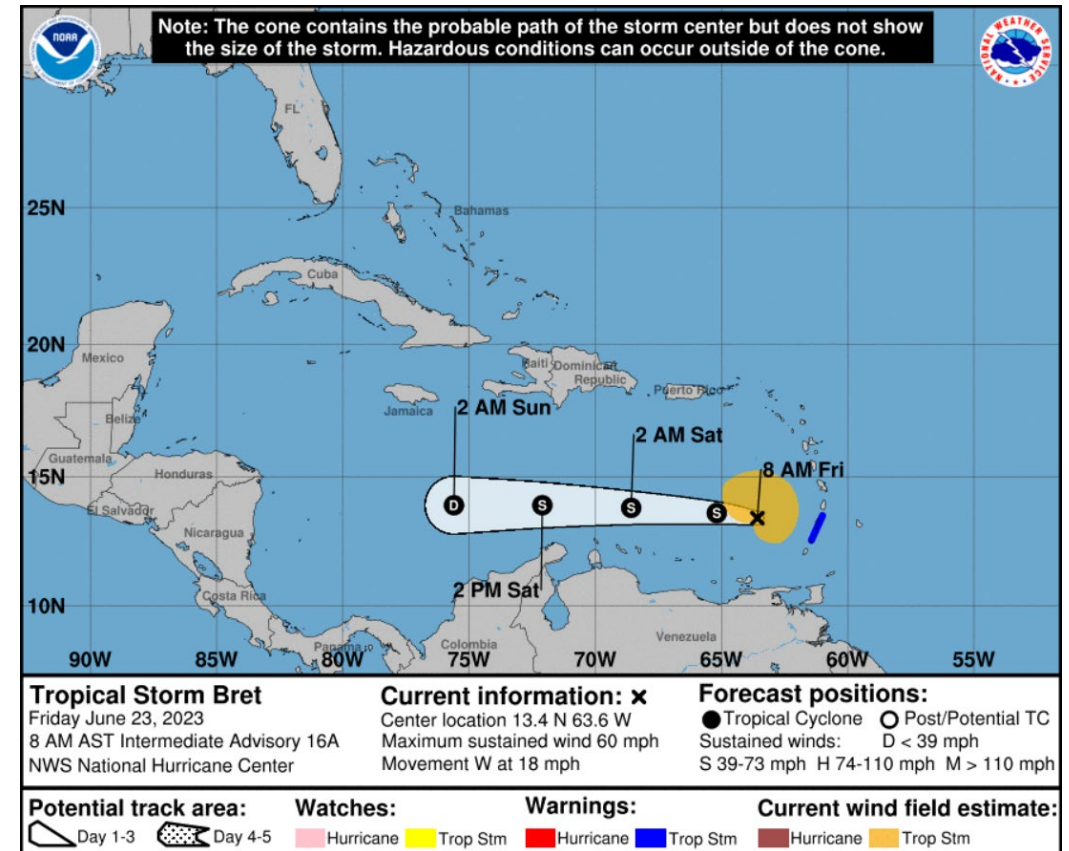 Note: The cone contains the probable path of the storm center but does not show
the size of the storm. Hazardous conditions can occur outside of the cone.
NOAA
NATIONAL WEATHER SERVICE
FL
25N
Bahamas
Cuba
20N
Mexico
Haiti
Dominican
Republic
Puerto Rico
Jamaica
2 AM Sun
Belize
2 AM Sat
Guatemala
15N
Honduras
8 AM Fri
El Salvador
D
S
S
S
Nicaragua
2 PM Sat
10N
Costa Rica
Panama
Colombia
Venezuela
90W
85W
80W
75W
70W
65W
60W
55W
Tropical Storm Bret
Friday June 23, 2023
8 AM AST Intermediate Advisory 16A
NWS National Hurricane Center
Current information: x
Center location 13.4 N 63.6 W
Maximum sustained wind 60 mph
Movement W at 18 mph
Forecast positions:
Tropical Cyclone Post/Potential TC
Sustained winds: D < 39 mph
S 39-73 mph H 74-110 mph M > 110 mph
Potential track area:
Day 1-3 Day 4-5
Watches:
Hurricane Trop Stm
Warnings:
Hurricane Trop Stm
Current wind field estimate:
Hurricane Trop Stm